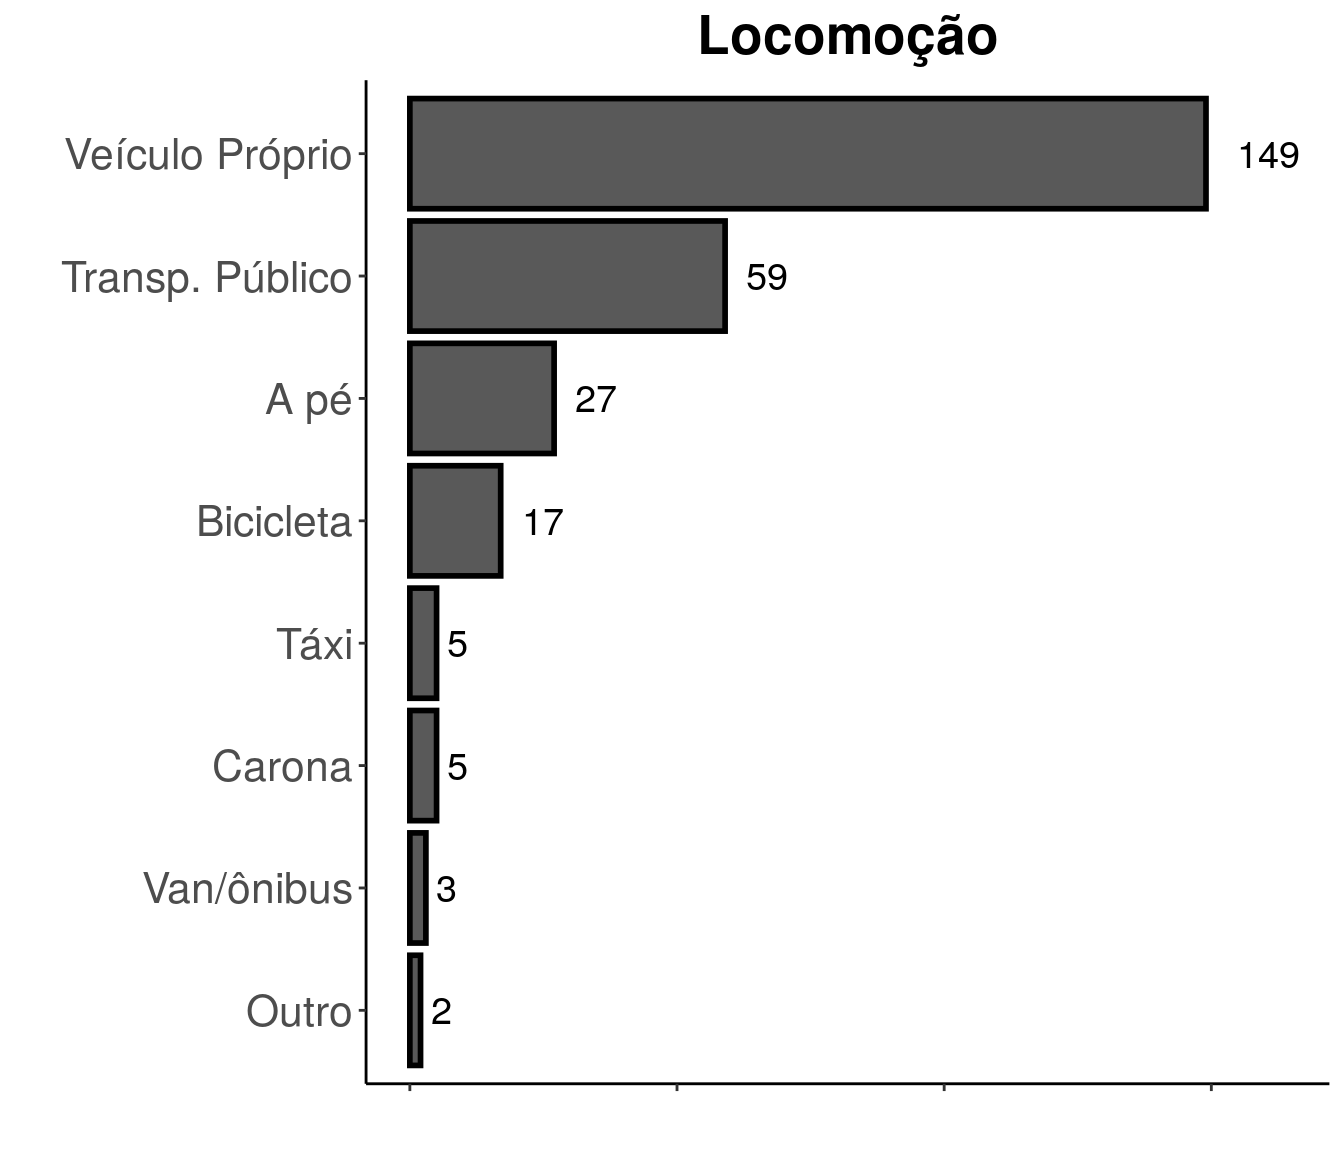 Locomoção
Veículo Próprio 149
Transp. Público 59
A pé 27
Bicicleta 17
Táxi 5
Carona 5
Van/ônibus 3
Outro 2